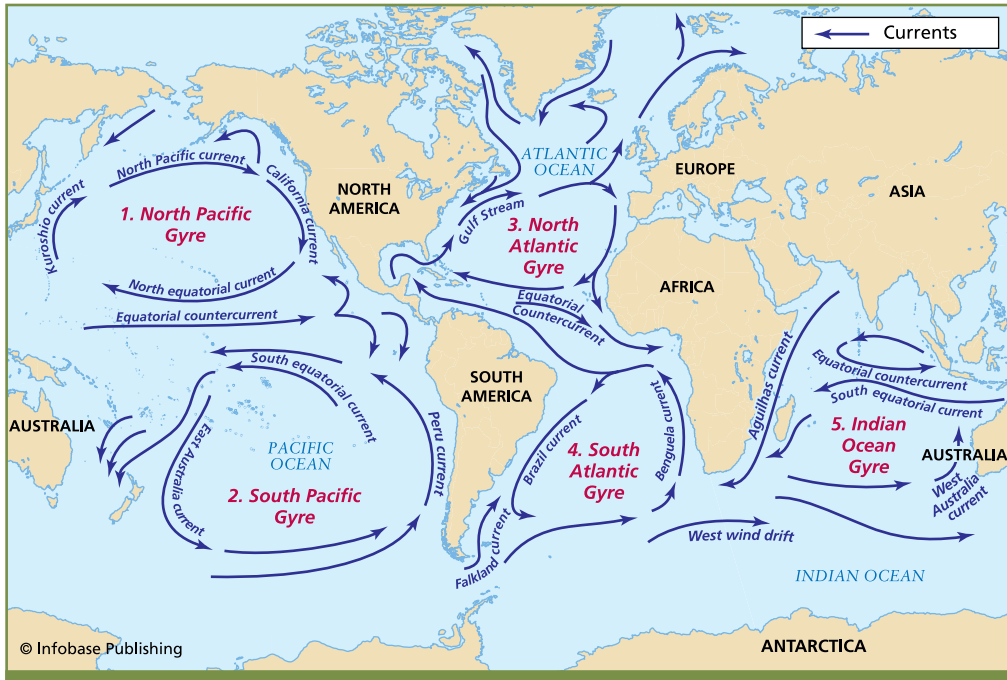 Currents
ATLANTIC
OCEAN
EUROPE
ASIA
NORTH
AMERICA
North Pacific current
California current
Kuroshio current
1. North Pacific
Gyre
Gulf Stream
3. North
Atlantic
Gyre
North equatorial current
Equatorial countercurrent
Equatorial
Countercurrent
AFRICA
South equatorial current
SOUTH
AMERICA
AUSTRALIA
East Australia current
PACIFIC
OCEAN
2. South Pacific
Gyre
Peru current
Brazil current
4. South
Atlantic
Gyre
Benguela current
Aguilhas current
Equatorial countercurrent
South equatorial current
5. Indian
Ocean
Gyre
AUSTRALIA
West
Australia
current
Falkland current
West wind drift
INDIAN OCEAN
ANTARCTICA
© Infobase Publishing